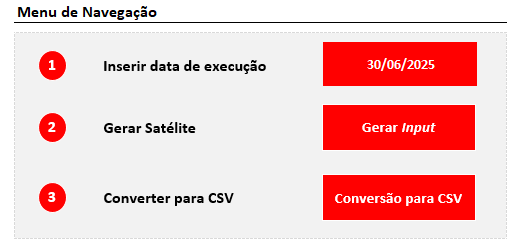 Menu de Navegação
1 Inserir data de execução 30/06/2025
2 Gerar Satélite Gerar Input
3 Converter para CSV Conversão para CSV